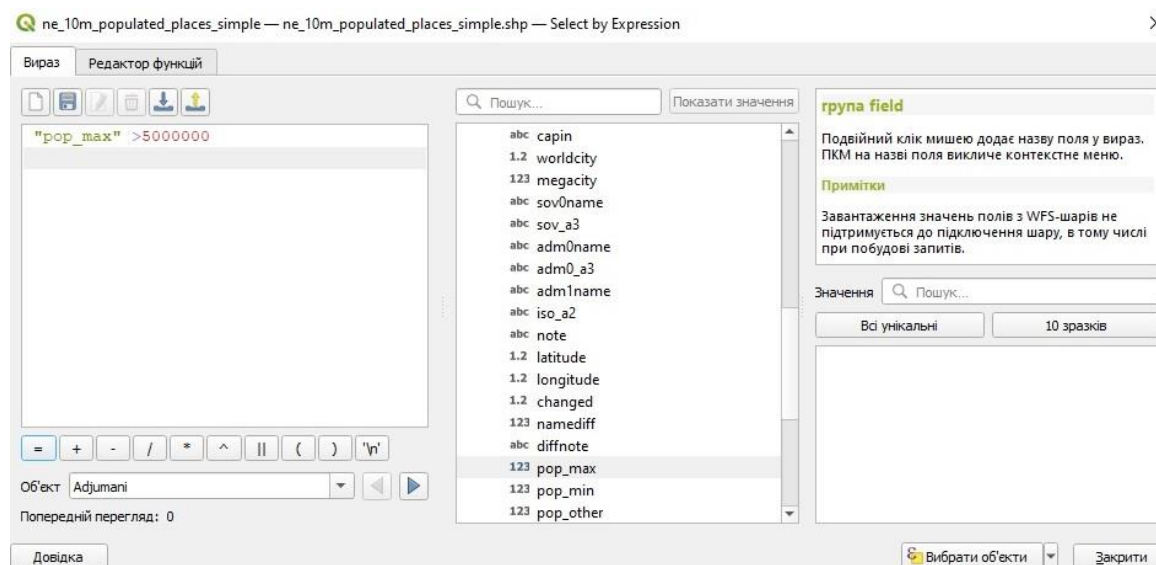 ne_10m_populated_places_simple — ne_10m_populated_places_simple.shp — Select by Expression
Вираз
Редактор функцій
"pop_max" >5000000
= + - / * ^ || ( ) '\n'
Об'єкт Adjumani
Попередній перегляд: 0
Пошук...
Показати значення
abc capin
1.2 worldcity
123 megacity
abc sov0name
abc sov_a3
abc adm0name
abc adm0_a3
abc adm1name
abc iso_a2
abc note
1.2 latitude
1.2 longitude
1.2 changed
123 namediff
abc diffnote
123 pop_max
123 pop_min
123 pop_other
група field
Подвійний клік мишею додає назву поля у вираз.
ПКМ на назві поля викличе контекстне меню.
Примітки
Завантаження значень полів з WFS-шарів не
підтримується до підключення шару, в тому числі
при побудові запитів.
Значення Пошук...
Всі унікальні
10 зразків
Довідка
Вибрати об'єкти
Закрити